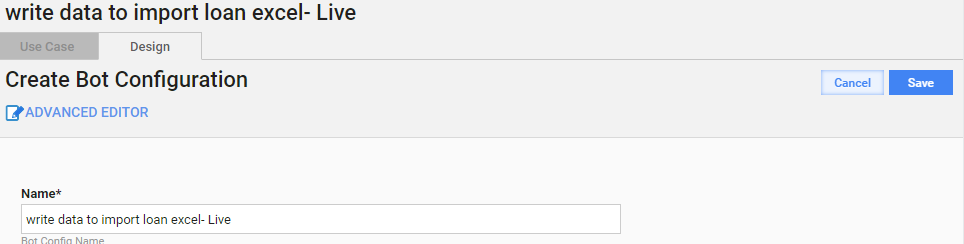 write data to import loan excel- Live
Use Case
Design
Create Bot Configuration
Cancel
Save
ADVANCED EDITOR
Name*
write data to import loan excel- Live
Bot Config Name